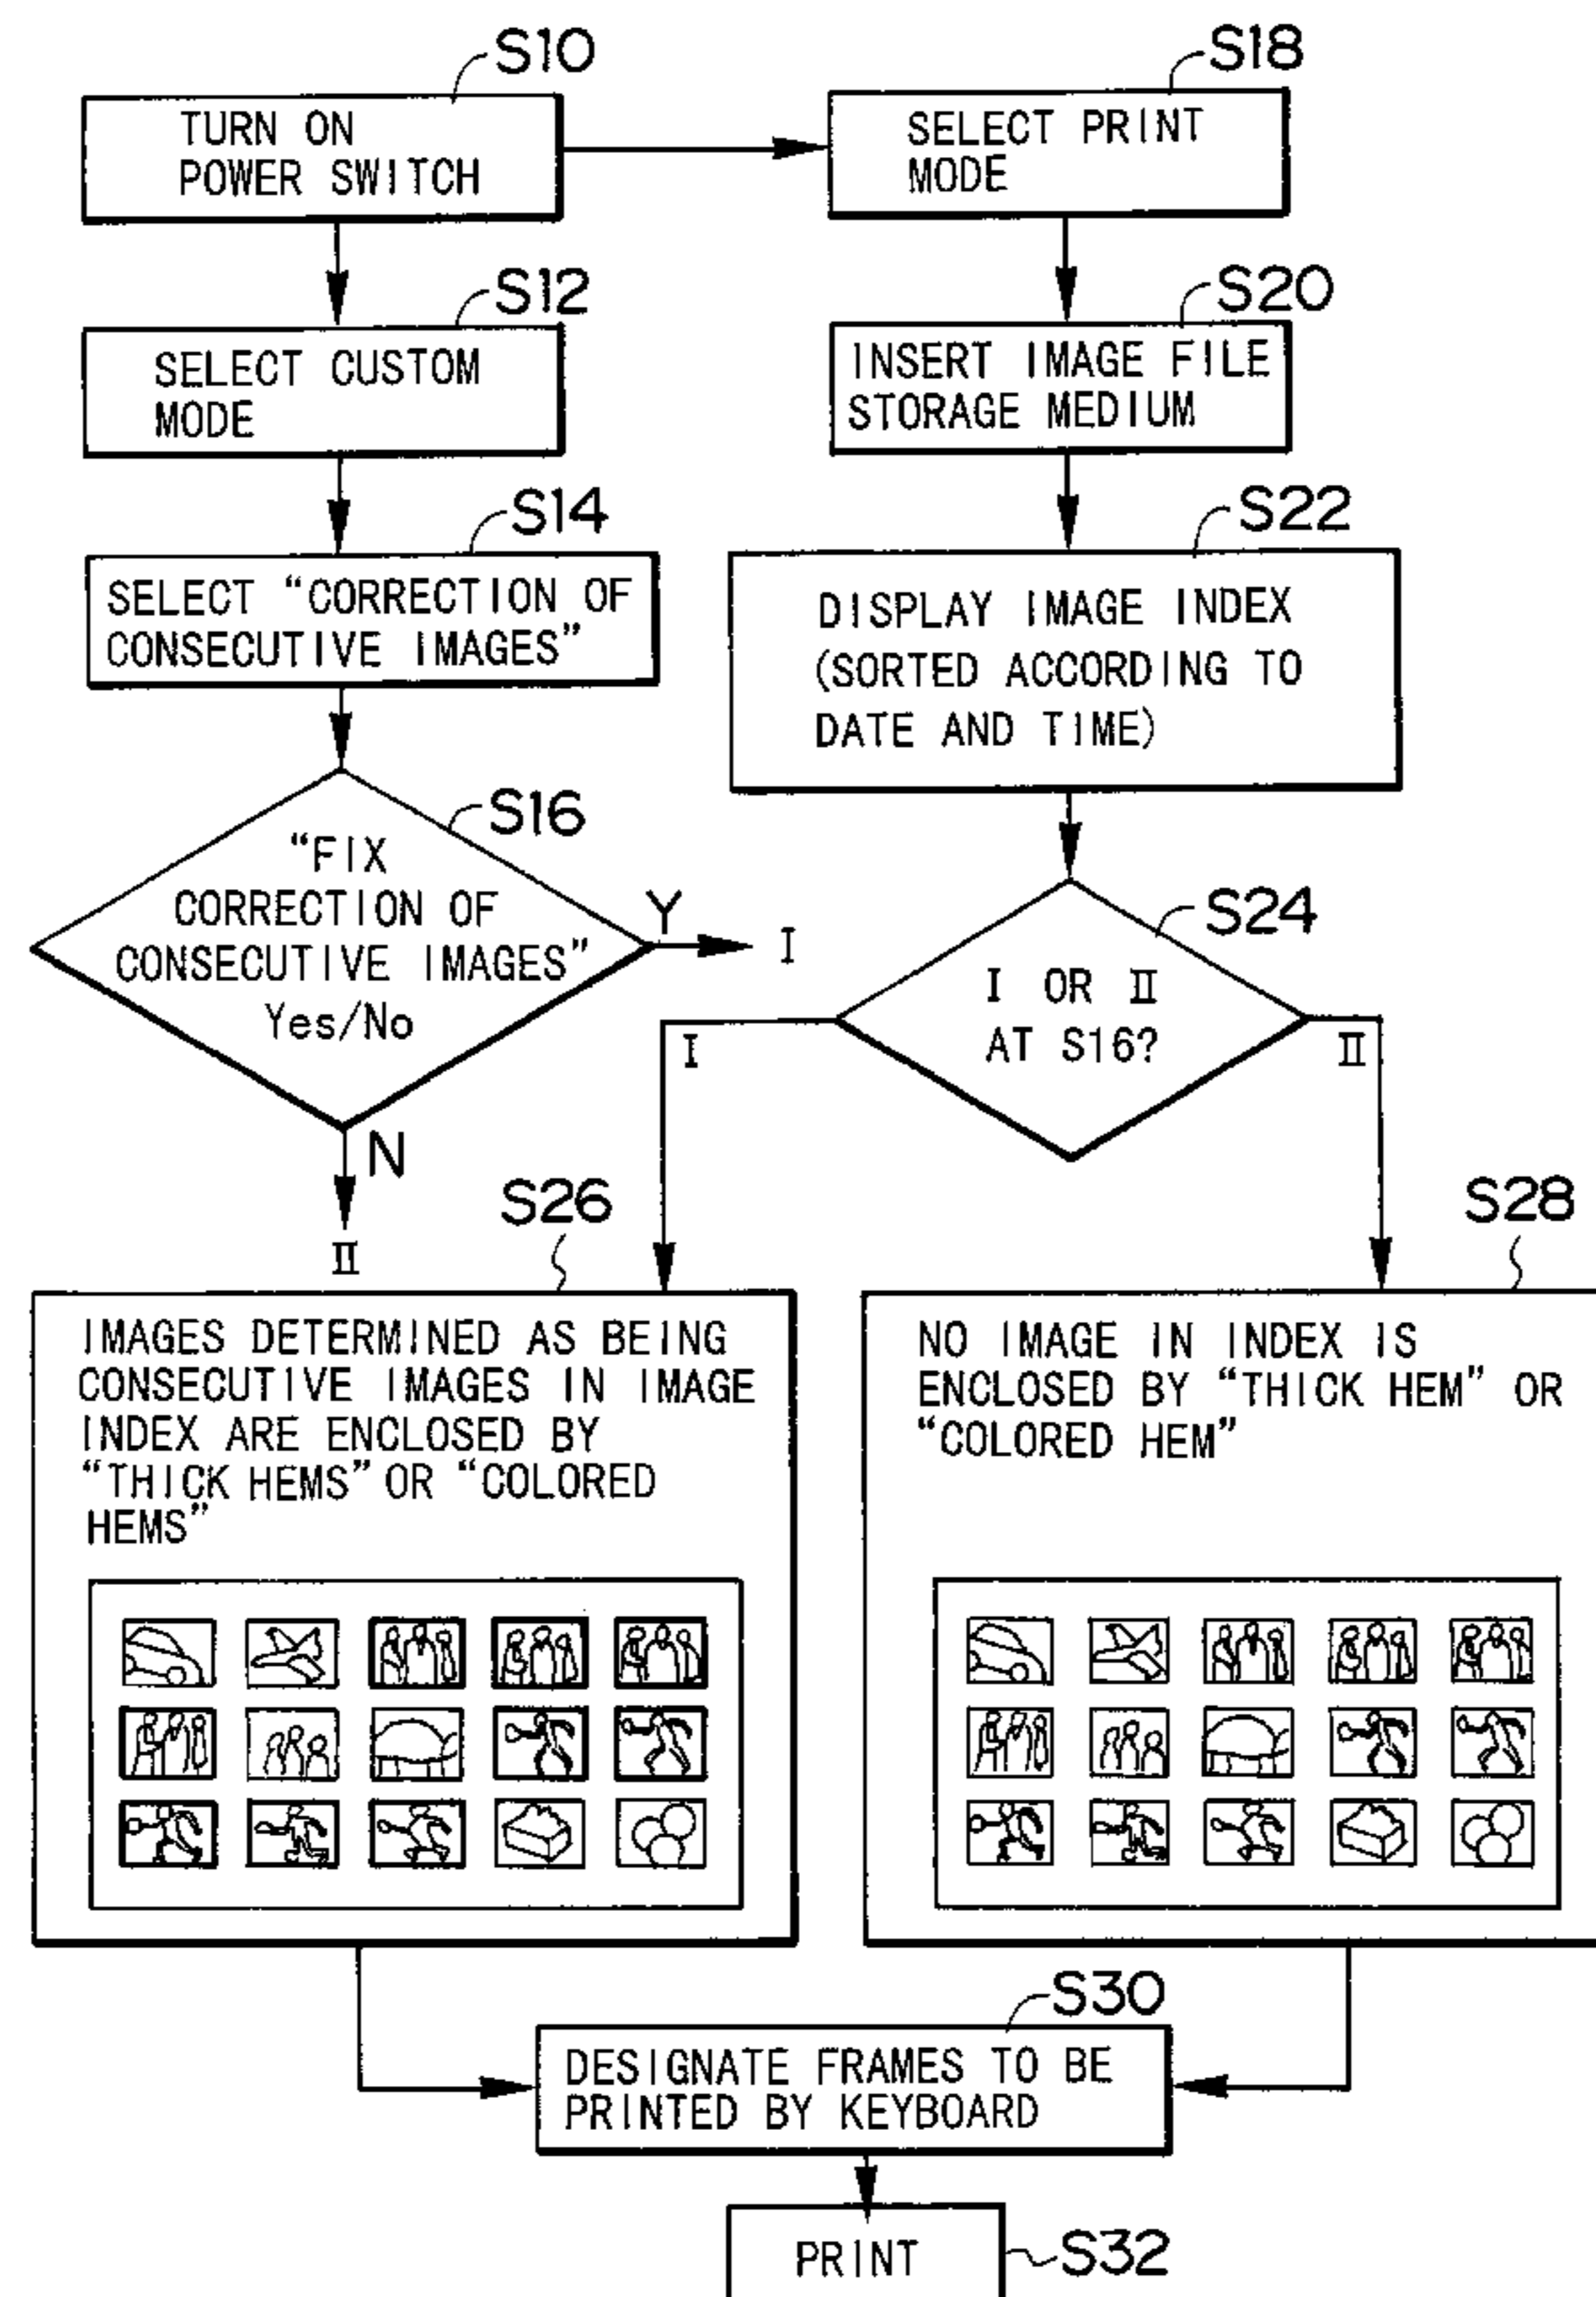 S10
TURN ON
POWER SWITCH
S18
SELECT PRINT
MODE
S12
SELECT CUSTOM
MODE
S20
INSERT IMAGE FILE
STORAGE MEDIUM
S14
SELECT “CORRECTION OF
CONSECUTIVE IMAGES”
S22
DISPLAY IMAGE INDEX
(SORTED ACCORDING TO
DATE AND TIME)
S16
“FIX
CORRECTION OF
CONSECUTIVE IMAGES”
Yes/No
Y
I
N
II
S24
I OR II
AT S16?
I
II
S26
IMAGES DETERMINED AS BEING
CONSECUTIVE IMAGES IN IMAGE
INDEX ARE ENCLOSED BY
“THICK HEMS” OR “COLORED
HEMS”
S28
NO IMAGE IN INDEX IS
ENCLOSED BY “THICK HEM” OR
“COLORED HEM”
S30
DESIGNATE FRAMES TO BE
PRINTED BY KEYBOARD
PRINT
S32